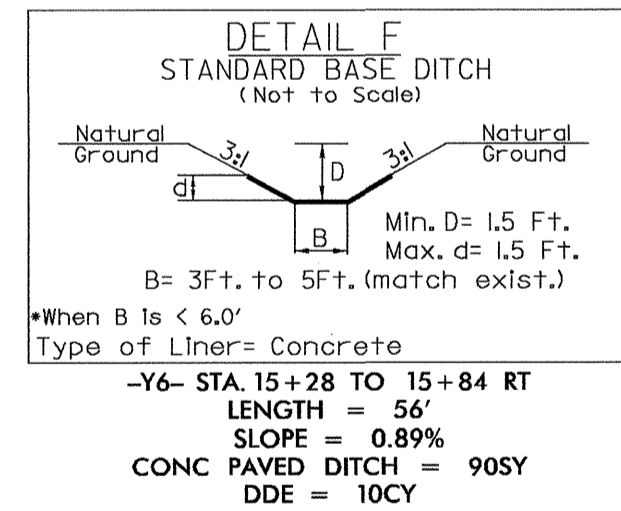 DETAIL F
STANDARD BASE DITCH
(Not to Scale)
Natural Ground
Natural Ground
3:1
3:1
D
d
B
Min. D= 1.5 Ft.
Max. d= 1.5 Ft.
B= 3Ft. to 5Ft. (match exist.)
*When B is < 6.0'
Type of Liner= Concrete
-Y6- STA. 15+28 TO 15+84 RT
LENGTH = 56'
SLOPE = 0.89%
CONC PAVED DITCH = 90SY
DDE = 10CY